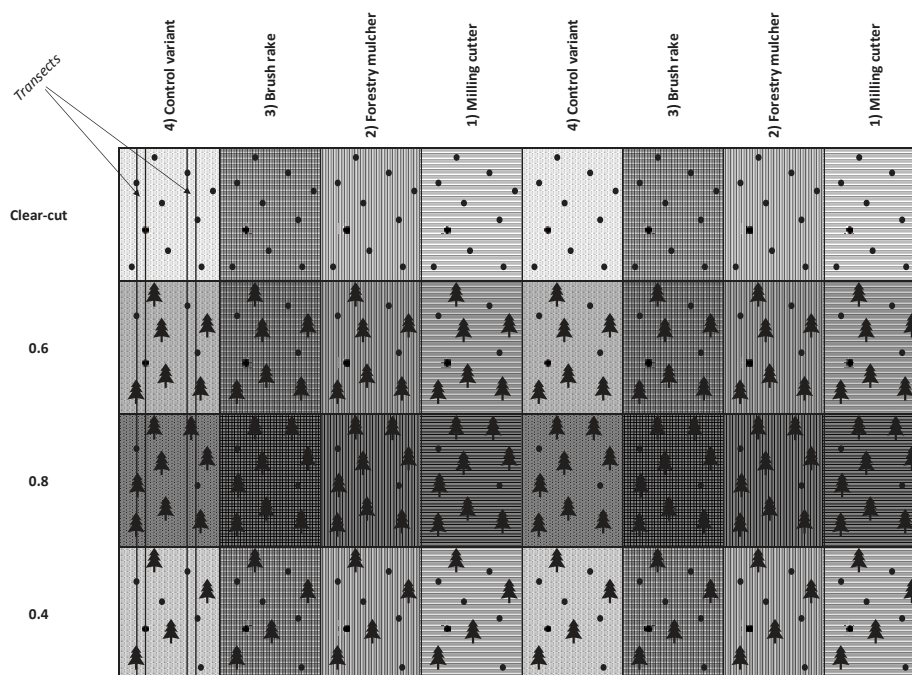 Transects
4) Control variant
3) Brush rake
2) Forestry mulcher
1) Milling cutter
4) Control variant
3) Brush rake
2) Forestry mulcher
1) Milling cutter
Clear-cut
0.6
0.8
0.4